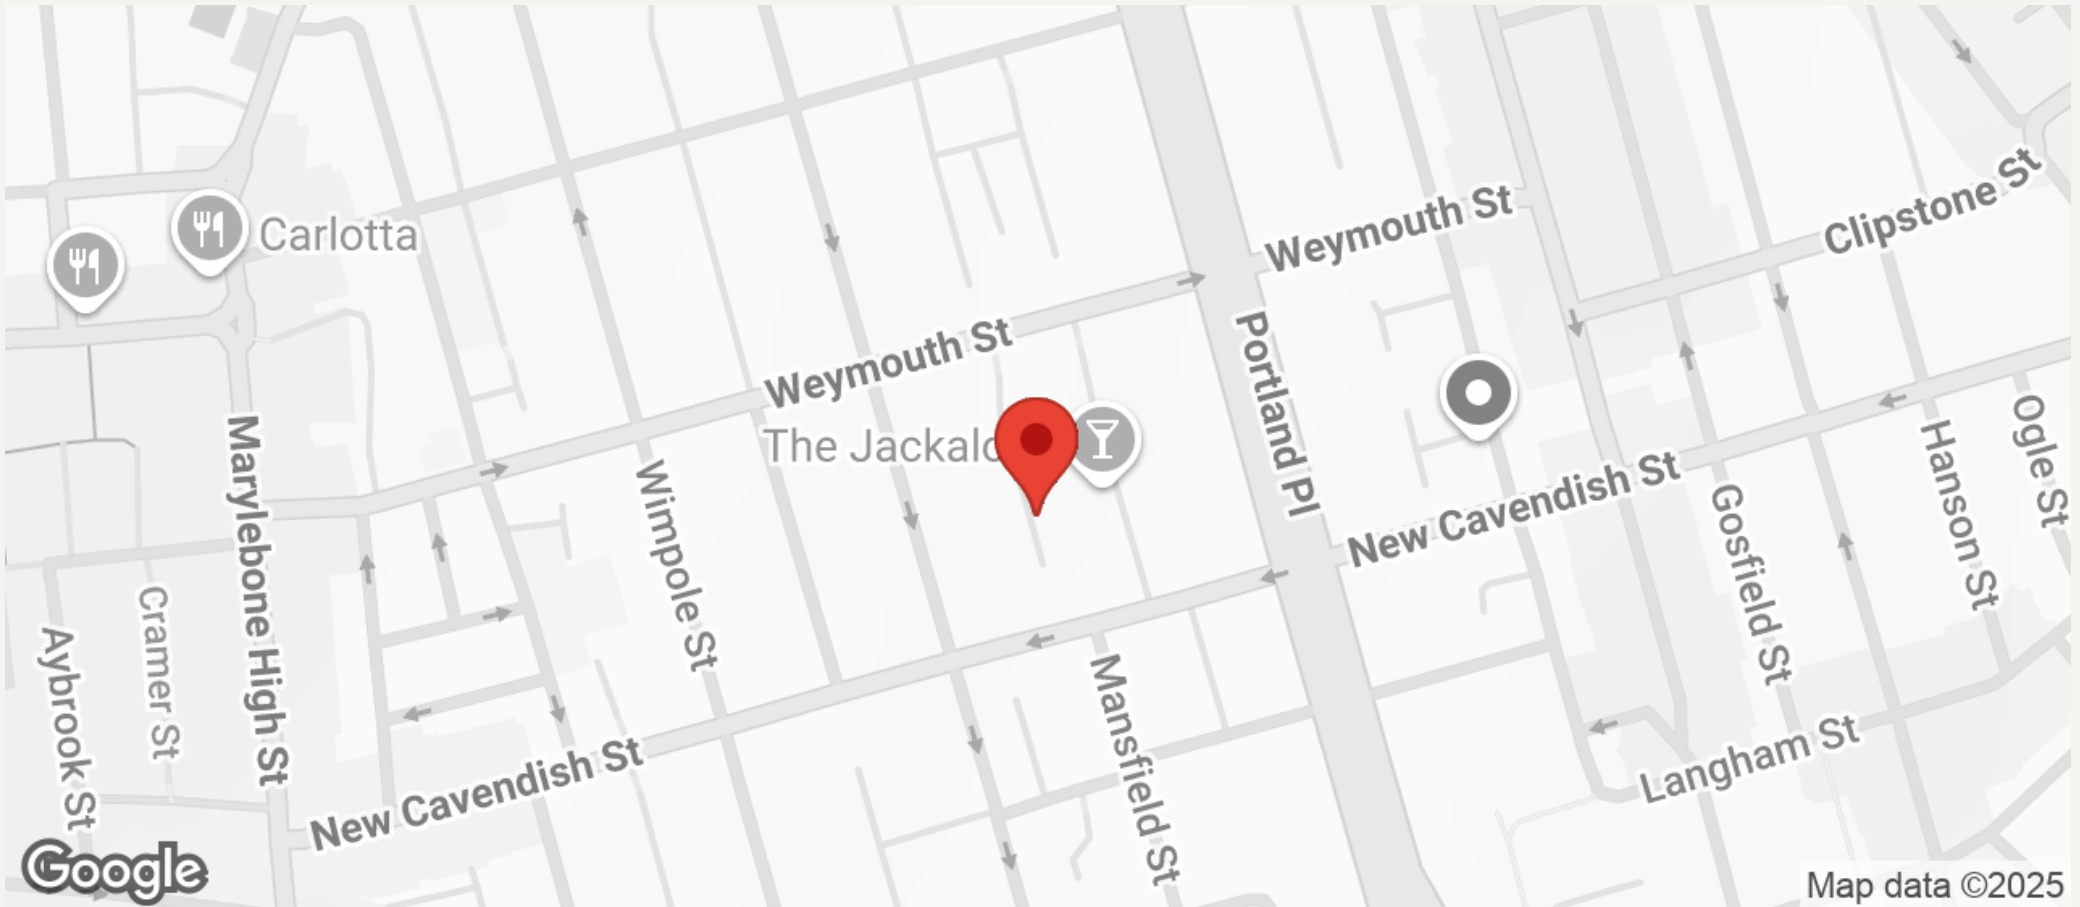 Carlotta
Weymouth St
Clipstone St
Weymouth St
Portland Pl
The Jackalo
Marylebone High St
Wimpole St
New Cavendish St
Gosfield St
Hanson St
Ogle St
Aybrook St
Cramer St
Mansfield St
Langham St
New Cavendish St
Google
Map data ©2025